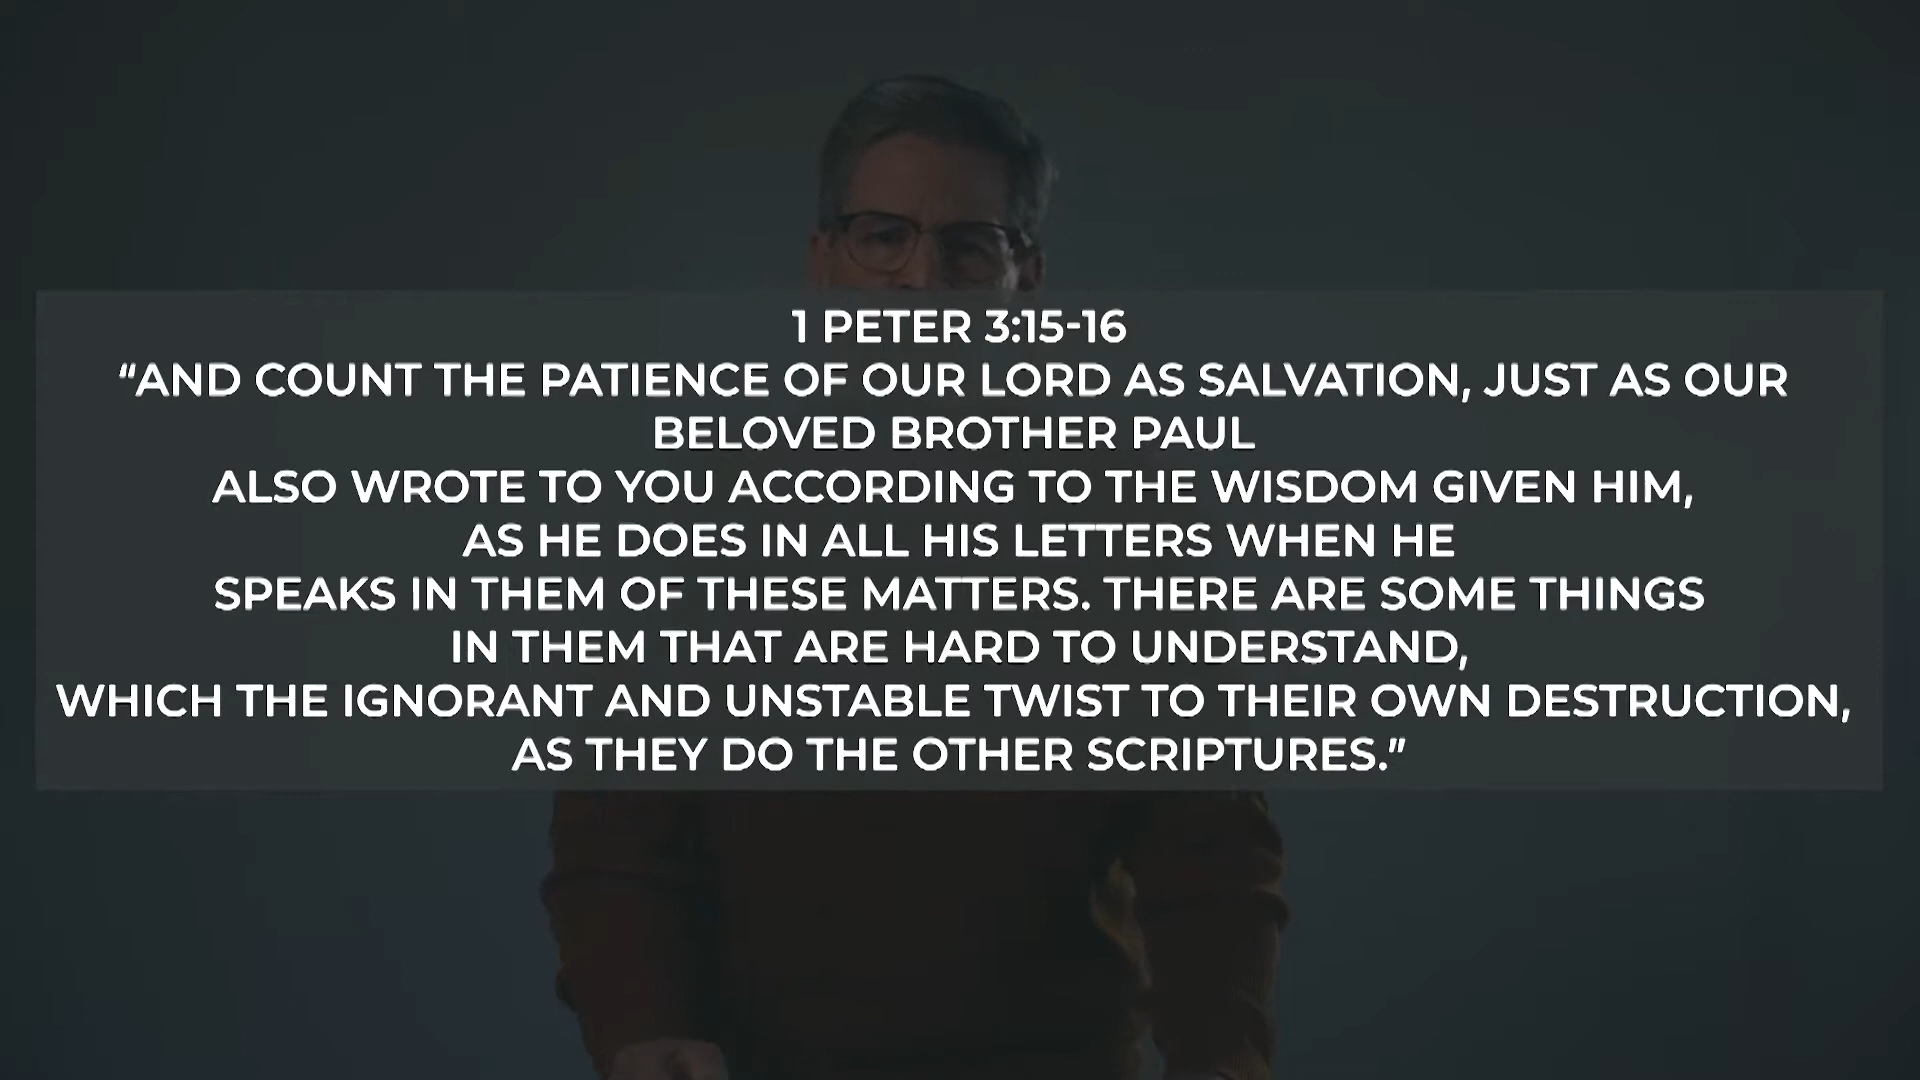 1 PETER 3:15-16
“AND COUNT THE PATIENCE OF OUR LORD AS SALVATION, JUST AS OUR
BELOVED BROTHER PAUL
ALSO WROTE TO YOU ACCORDING TO THE WISDOM GIVEN HIM,
AS HE DOES IN ALL HIS LETTERS WHEN HE
SPEAKS IN THEM OF THESE MATTERS. THERE ARE SOME THINGS
IN THEM THAT ARE HARD TO UNDERSTAND,
WHICH THE IGNORANT AND UNSTABLE TWIST TO THEIR OWN DESTRUCTION,
AS THEY DO THE OTHER SCRIPTURES.”